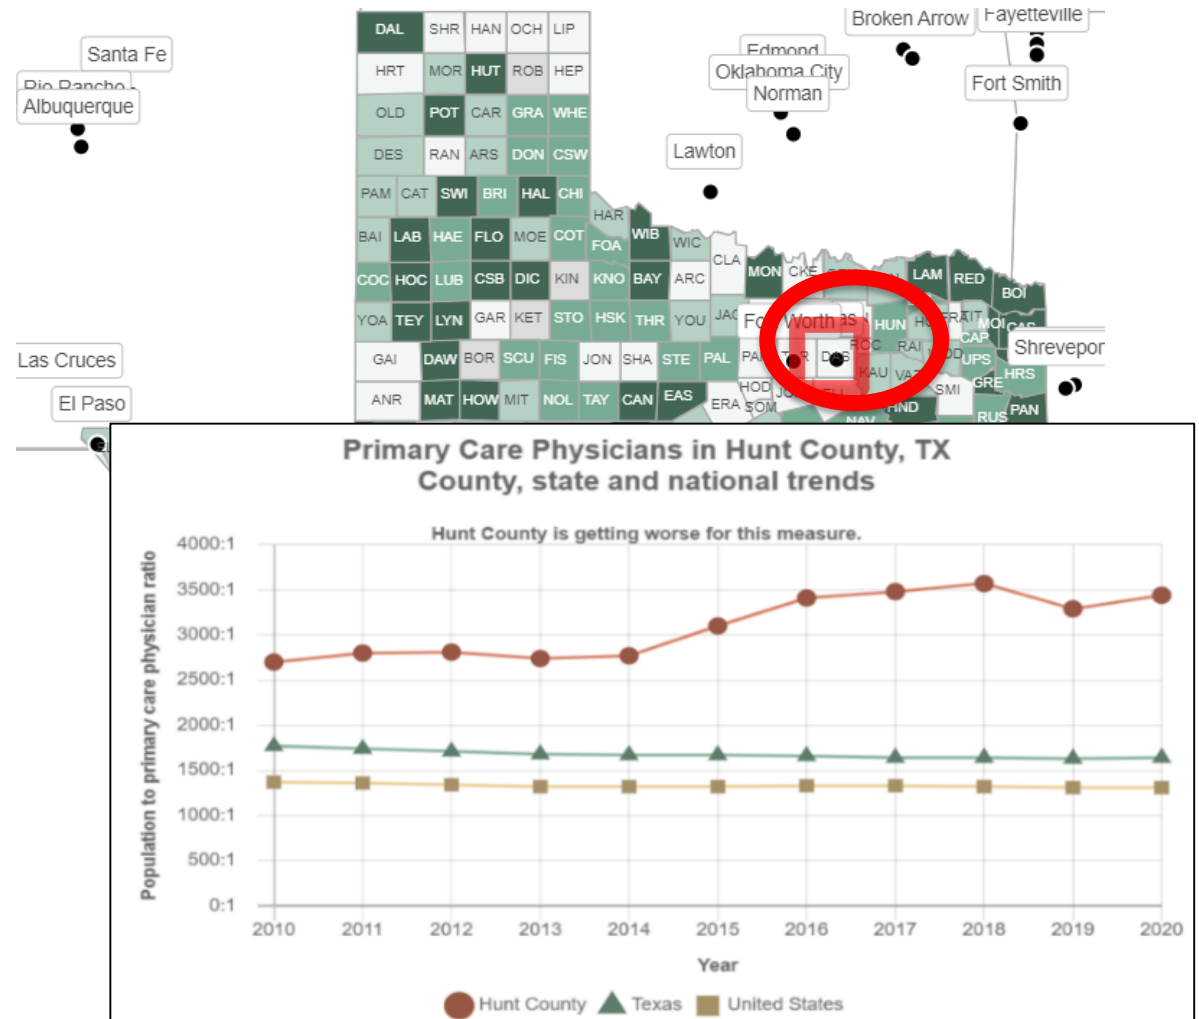 Broken Arrow
Fayetteville
Santa Fe
Edmond
Rio Rancho
Oklahoma City
Fort Smith
Albuquerque
Norman
Lawton
DAL SHR HAN OCH LIP
HRT MOR HUT ROB HEP
OLD POT CAR GRA WHE
DES RAN ARS DON CSW
PAM CAT SWI BRI HAL CHI
HAR
BAI LAB HAE FLO MOE COT FOA WIB WIC
CLA
COC HOC LUB CSB DIC KIN KNO BAY ARC MON CKE LAM RED
BOI
YOA TEY LYN GAR KET STO HSK THR YOU JAC Worth HUN
CAP
ROC RAI
Las Cruces
GAI DAW BOR SCU FIS JON SHA STE PAL UPS Shrevepor
KAU HRS
GRE
HOD SMI
El Paso
ANR MAT HOW MIT NOL TAY CAN EAS ERA SOM HND RUS PAN
Primary Care Physicians in Hunt County, TX
County, state and national trends
Hunt County is getting worse for this measure.
Population to primary care physician ratio
4000:1
3500:1
3000:1
2500:1
2000:1
1500:1
1000:1
500:1
0:1
2010 2011 2012 2013 2014 2015 2016 2017 2018 2019 2020
Year
Hunt County Texas United States